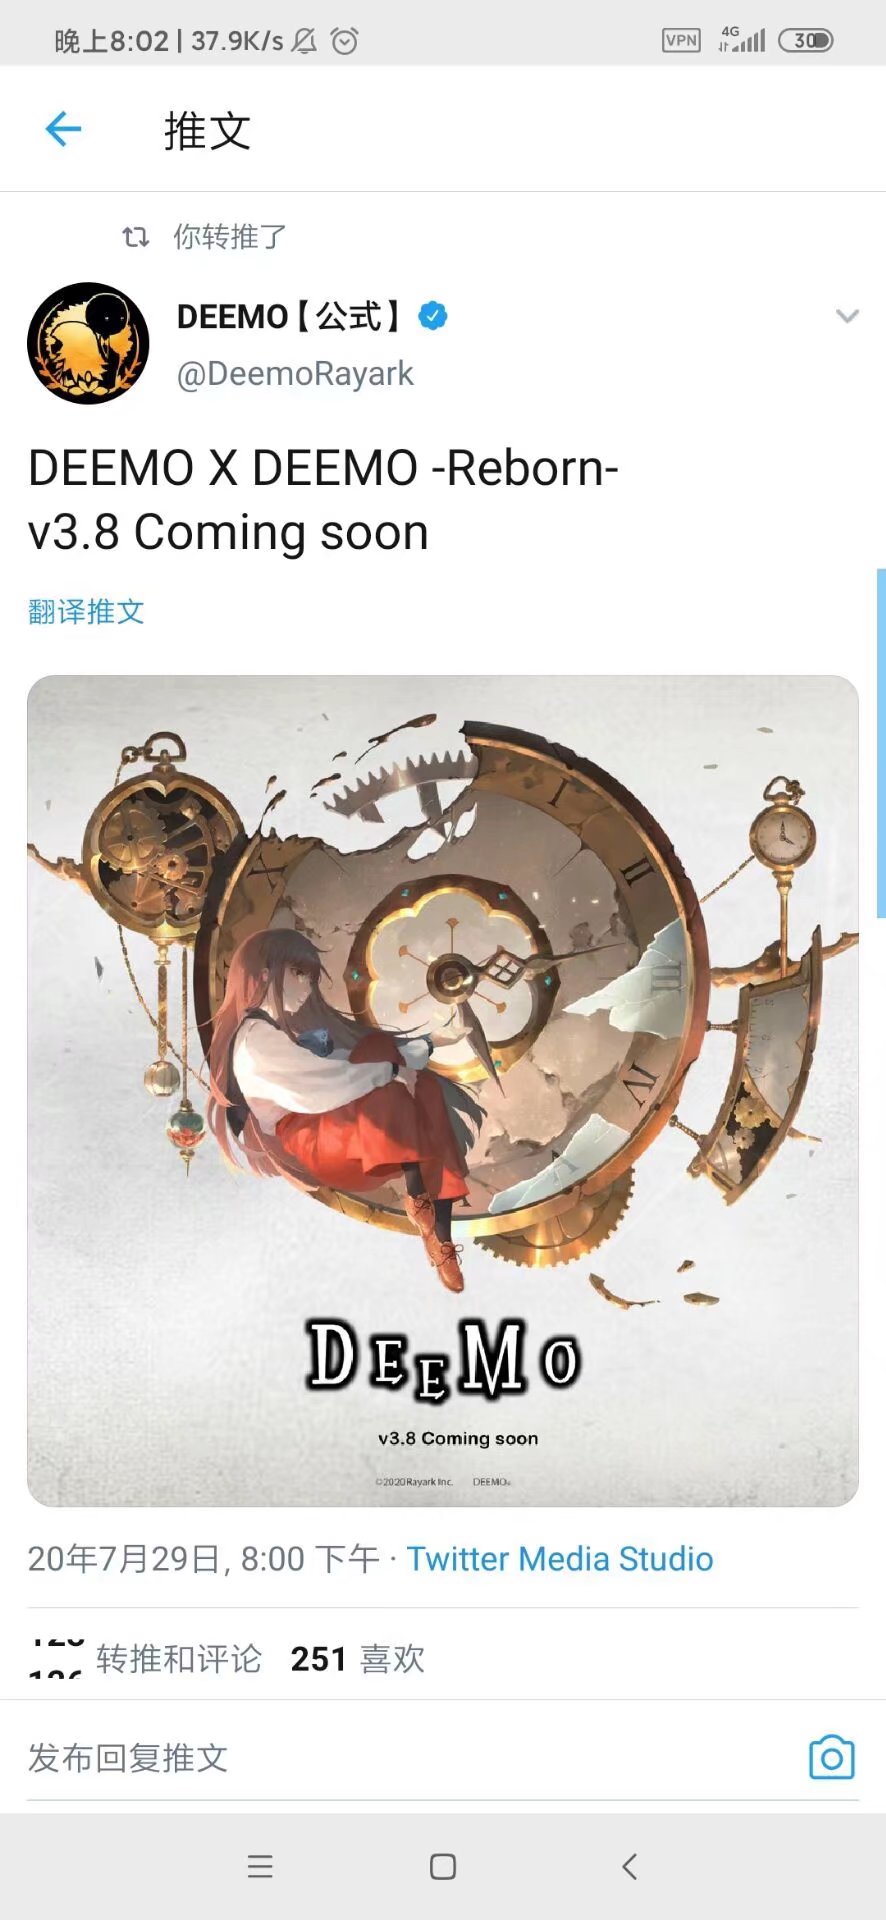 晚上8:02 | 37.9K/s
VPN
4G
30
推文
你转推了
DEEMO【公式】
@DeemoRayark
DEEMO X DEEMO -Reborn-
v3.8 Coming soon
翻译推文
I
II
III
IV
V
X
DEEMO
v3.8 Coming soon
©2020 Rayark Inc. DEEMO
20年7月29日, 8:00 下午 · Twitter Media Studio
转推和评论 251 喜欢
发布回复推文